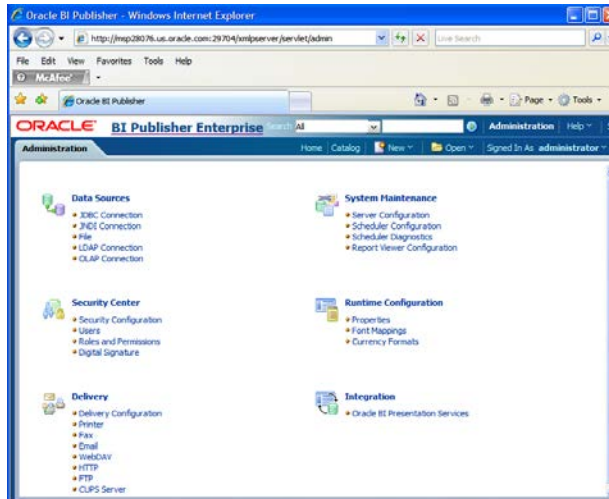 Oracle BI Publisher - Windows Internet Explorer
http://msp28076.us.oracle.com:29704/xmlpserver/servlet/admin
Live Search
File Edit View Favorites Tools Help
McAfee
Oracle BI Publisher
Page Tools
ORACLE BI Publisher Enterprise Search All Administration Help
Administration Home Catalog New Open Signed In As administrator
Data Sources
JDBC Connection
JNDI Connection
File
LDAP Connection
OLAP Connection
System Maintenance
Server Configuration
Scheduler Configuration
Scheduler Diagnostics
Report Viewer Configuration
Security Center
Security Configuration
Users
Roles and Permissions
Digital Signature
Runtime Configuration
Properties
Font Mappings
Currency Formats
Delivery
Delivery Configuration
Printer
Fax
Email
WebDAV
HTTP
FTP
CUPS Server
Integration
Oracle BI Presentation Services